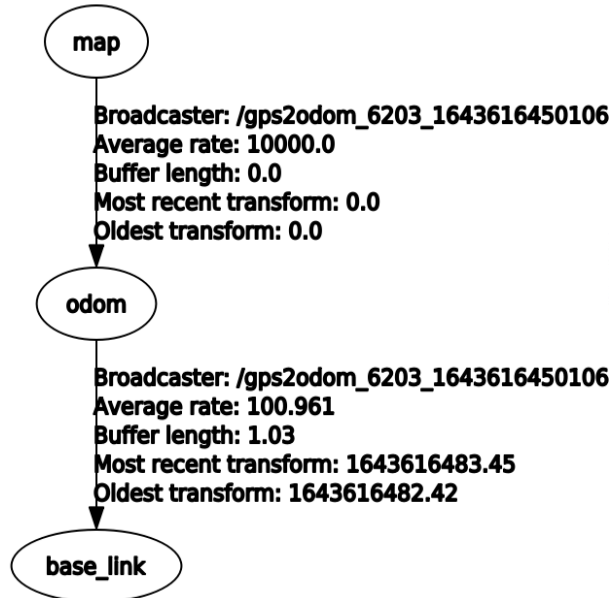 map
Broadcaster: /gps2odom_6203_1643616450106
Average rate: 10000.0
Buffer length: 0.0
Most recent transform: 0.0
Oldest transform: 0.0
odom
Broadcaster: /gps2odom_6203_1643616450106
Average rate: 100.961
Buffer length: 1.03
Most recent transform: 1643616483.45
Oldest transform: 1643616482.42
base_link